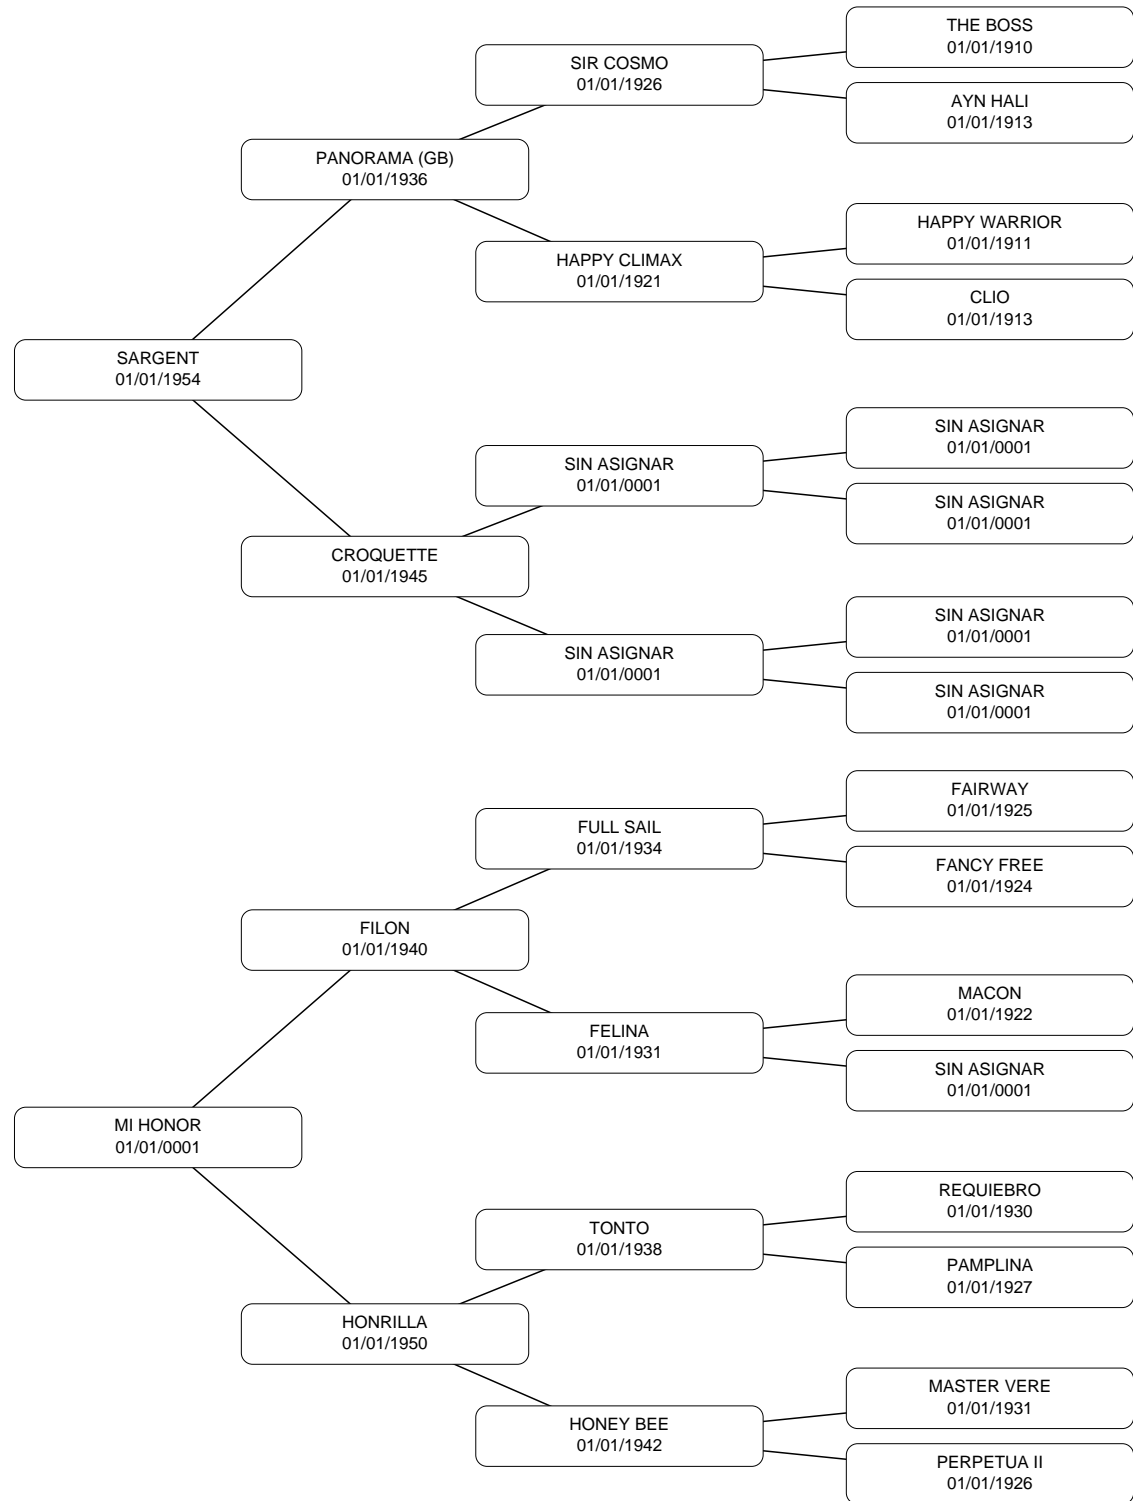 THE BOSS
01/01/1910
SIR COSMO
01/01/1926
AYN HALI
01/01/1913
PANORAMA (GB)
01/01/1936
HAPPY WARRIOR
01/01/1911
HAPPY CLIMAX
01/01/1921
CLIO
01/01/1913
SARGENT
01/01/1954
SIN ASIGNAR
01/01/0001
SIN ASIGNAR
01/01/0001
SIN ASIGNAR
01/01/0001
CROQUETTE
01/01/1945
SIN ASIGNAR
01/01/0001
SIN ASIGNAR
01/01/0001
SIN ASIGNAR
01/01/0001
FAIRWAY
01/01/1925
FULL SAIL
01/01/1934
FANCY FREE
01/01/1924
FILON
01/01/1940
MACON
01/01/1922
FELINA
01/01/1931
SIN ASIGNAR
01/01/0001
MI HONOR
01/01/0001
REQUIEBRO
01/01/1930
TONTO
01/01/1938
PAMPLINA
01/01/1927
HONRILLA
01/01/1950
MASTER VERE
01/01/1931
HONEY BEE
01/01/1942
PERPETUA II
01/01/1926